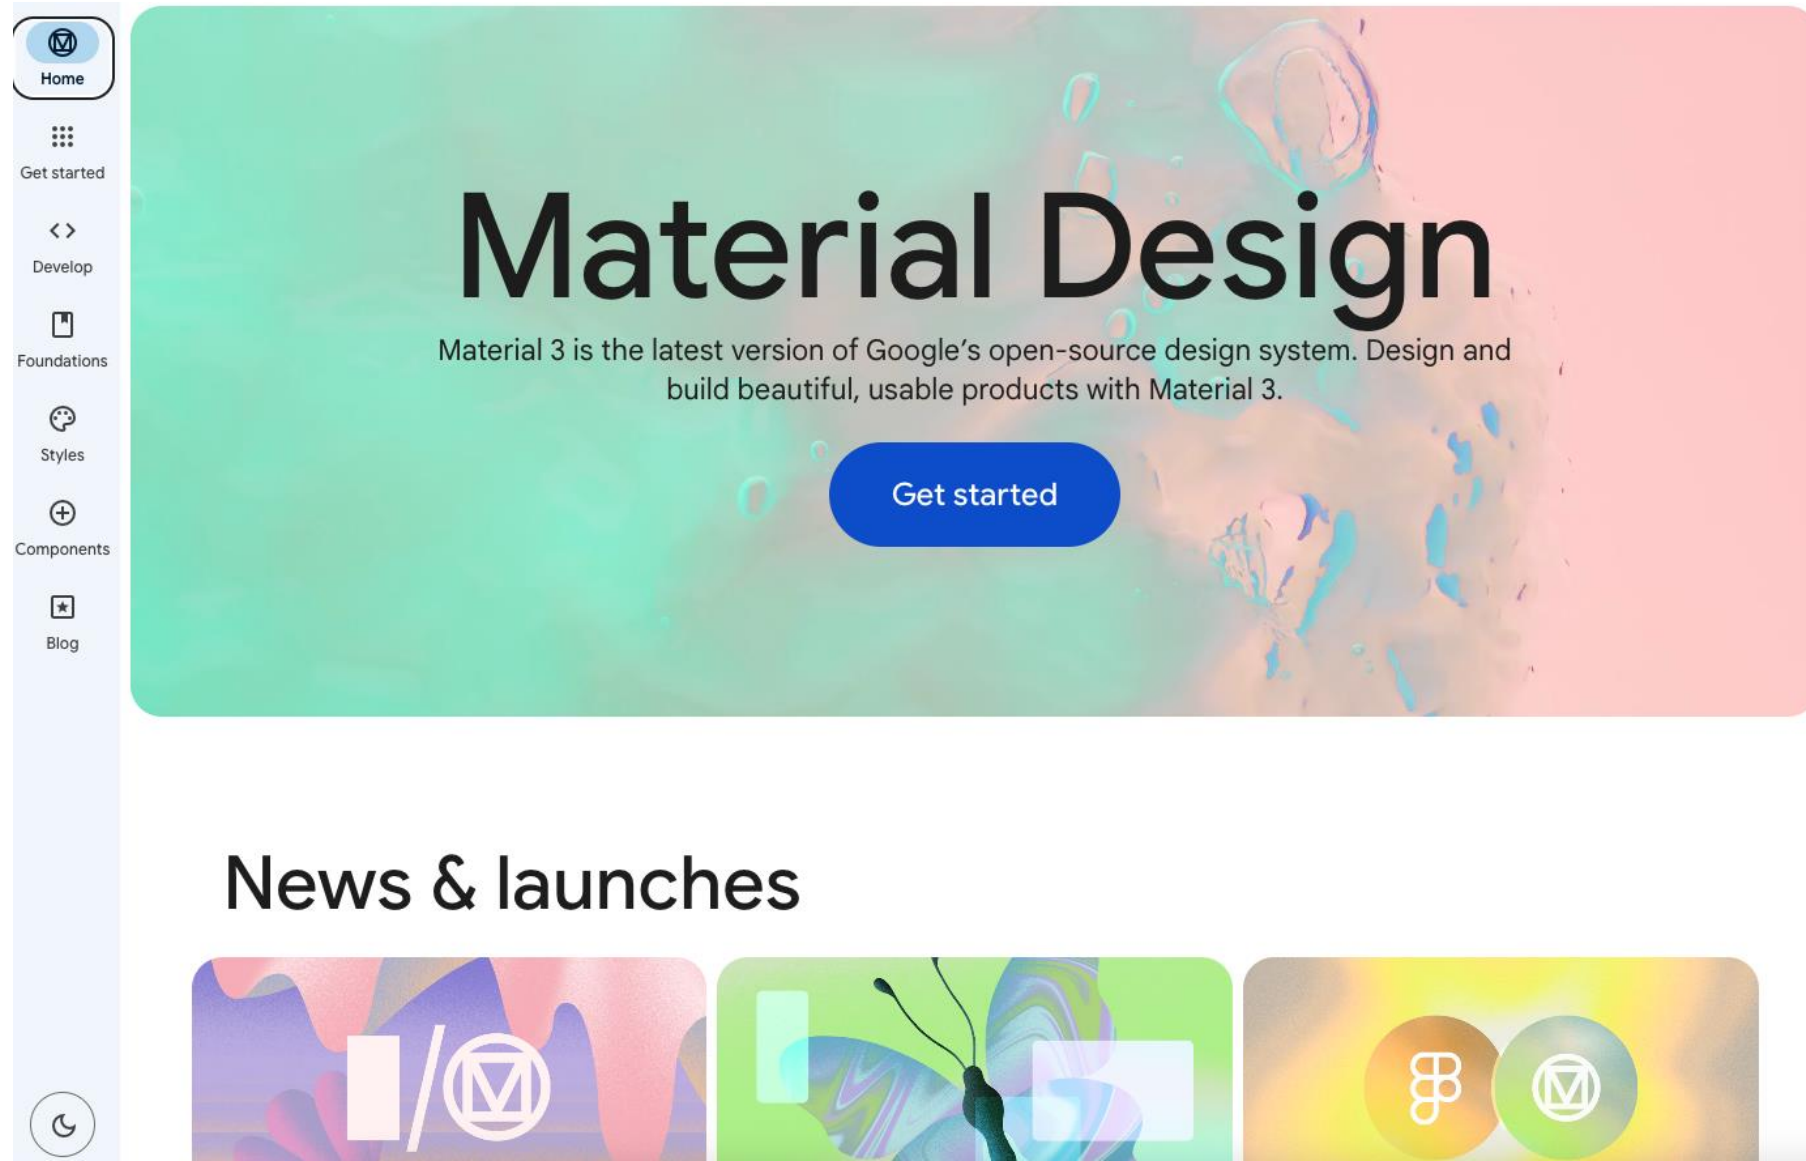 Home
Get started
Develop
Foundations
Styles
Components
Blog
Material Design
Material 3 is the latest version of Google’s open-source design system. Design and
build beautiful, usable products with Material 3.
Get started
News & launches